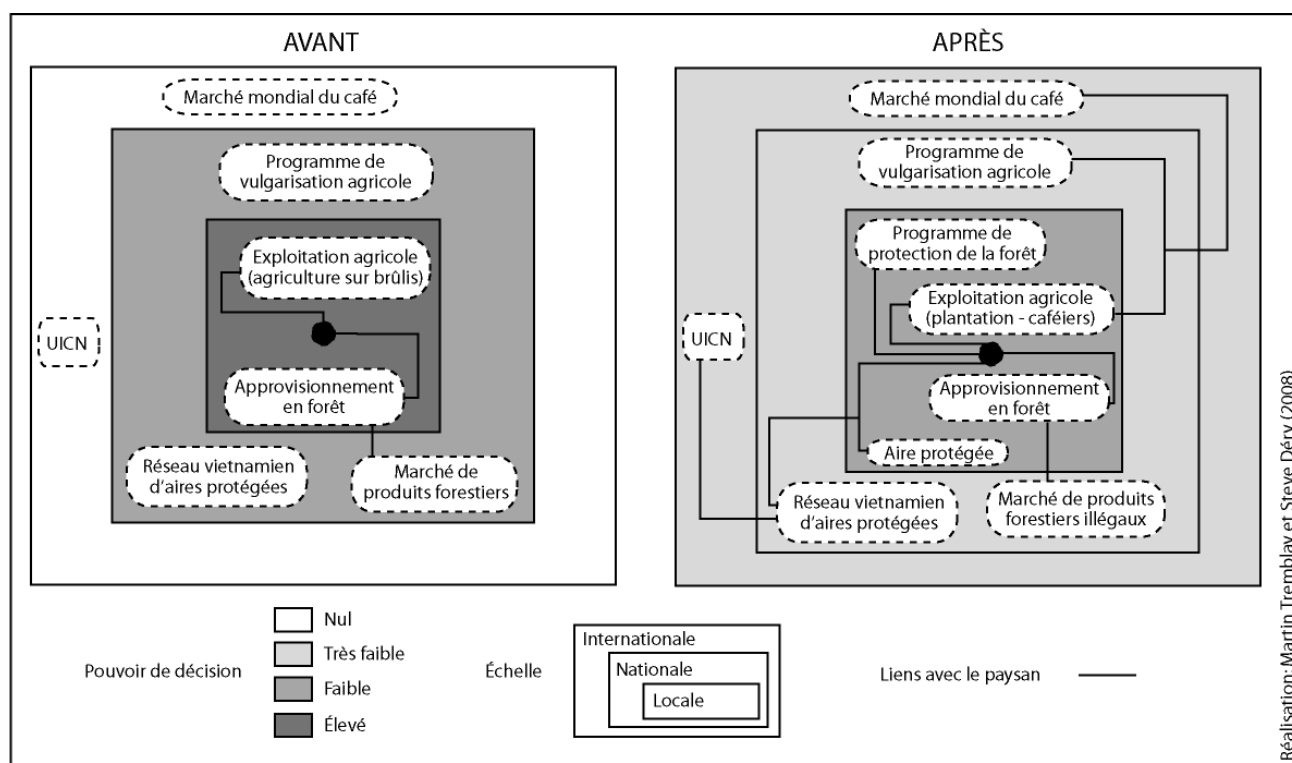 AVANT
Marché mondial du café
Programme de
vulgarisation agricole
Exploitation agricole
(agriculture sur brûlis)
UICN
Approvisionnement
en forêt
Réseau vietnamien
d'aires protégées
Marché de
produits forestiers
APRÈS
Marché mondial du café
Programme de
vulgarisation agricole
Programme de
protection de la forêt
Exploitation agricole
(plantation - caféiers)
UICN
Approvisionnement
en forêt
Aire protégée
Réseau vietnamien
d'aires protégées
Marché de produits
forestiers illégaux
Pouvoir de décision
Nul
Très faible
Faible
Élevé
Échelle
Internationale
Nationale
Locale
Liens avec le paysan
Réalisation: Martin Tremblay et Steve Déry (2008)